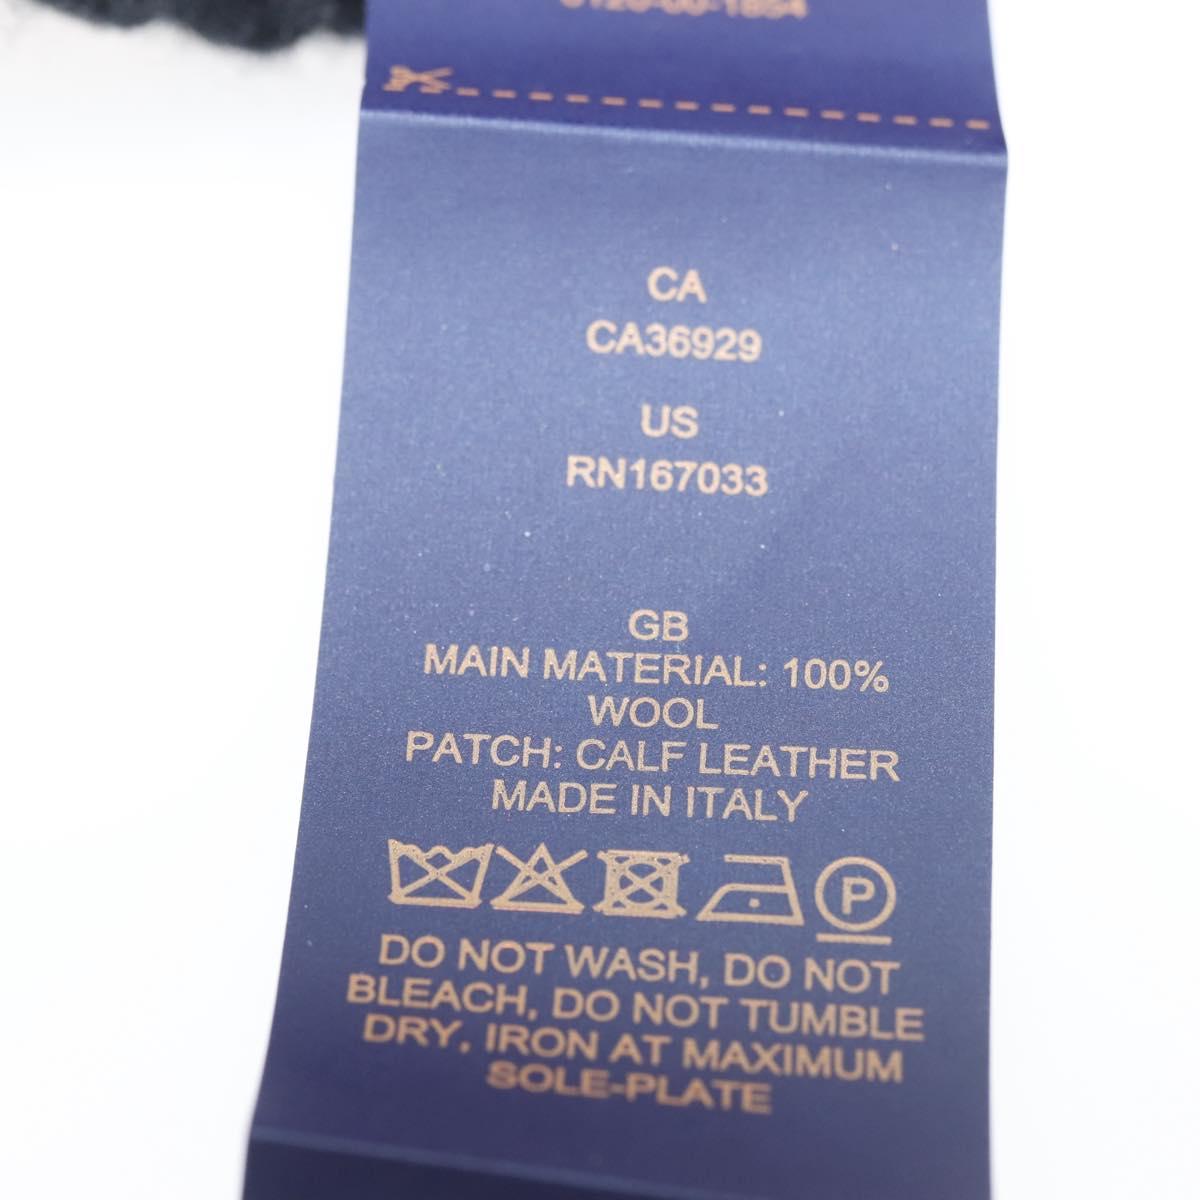 CA
CA36929
US
RN167033
GB
MAIN MATERIAL: 100%
WOOL
PATCH: CALF LEATHER
MADE IN ITALY
P
DO NOT WASH, DO NOT
BLEACH, DO NOT TUMBLE
DRY, IRON AT MAXIMUM
SOLE-PLATE